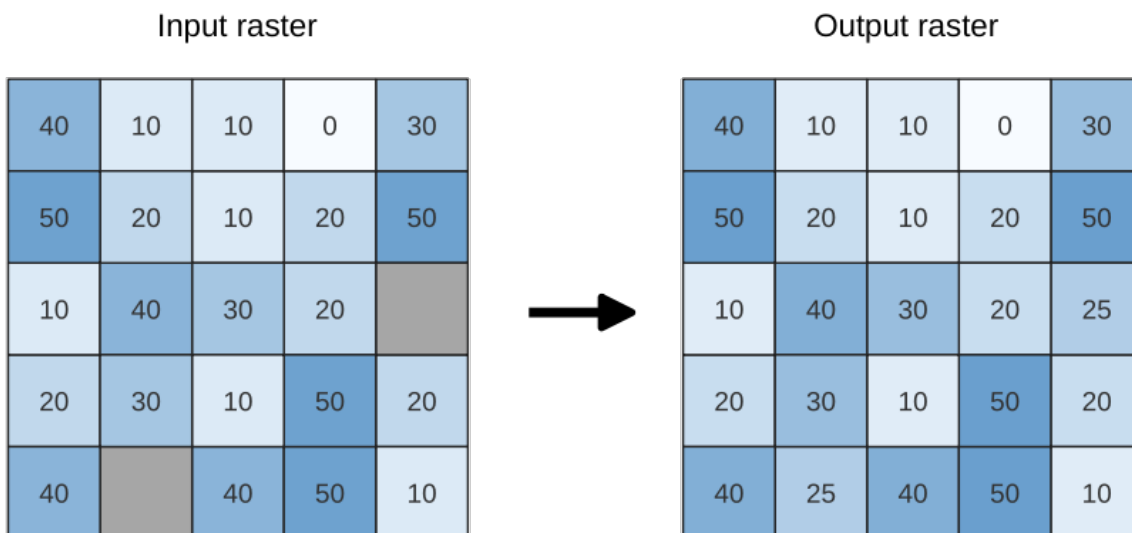 Input raster Output raster
40 10 10 0 30 40 10 10 0 30
50 20 10 20 50 50 20 10 20 50
10 40 30 20 10 40 30 20 25
20 30 10 50 20 20 30 10 50 20
40 40 50 10 40 25 40 50 10